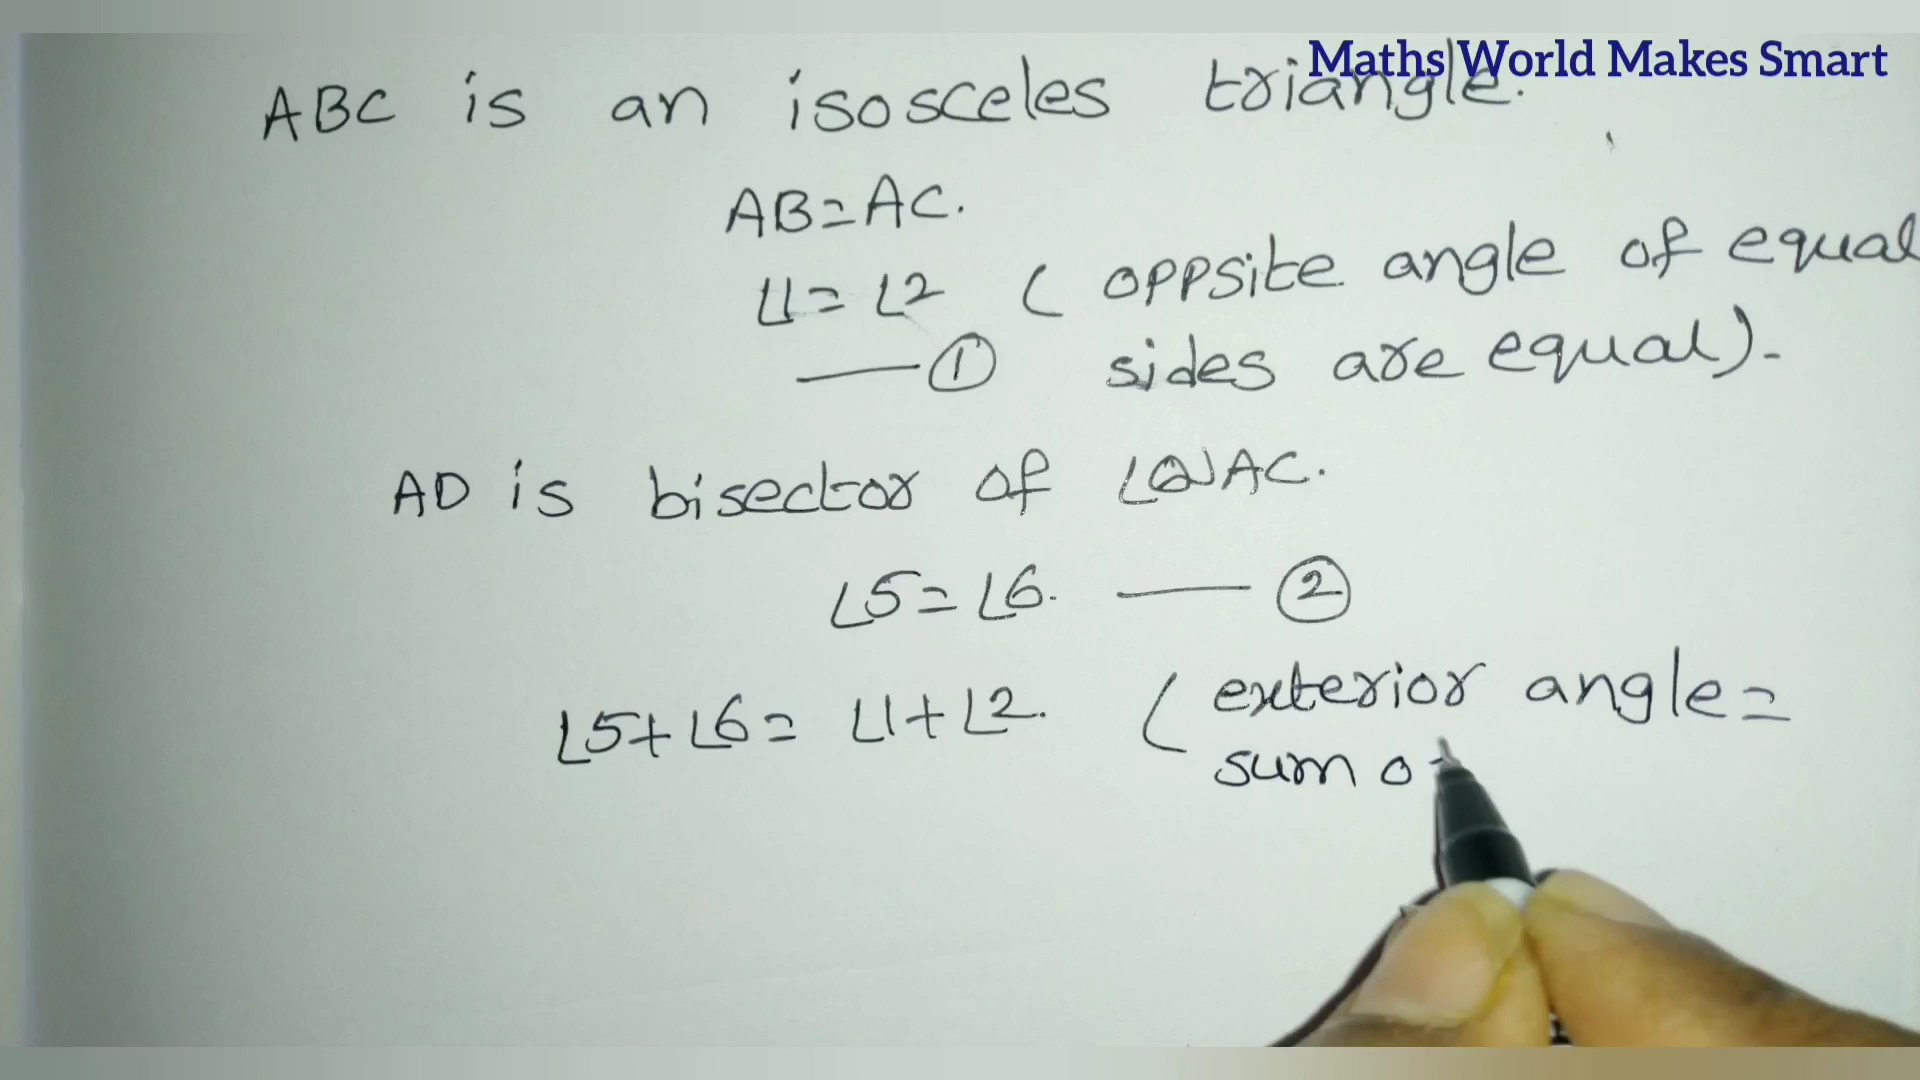 Maths World Makes Smart
ABC is an isosceles triangle.
AB=AC.
∠1=∠2 (oppsite angle of equal
——① sides are equal).
AD is bisector of ∠QAC.
∠5=∠6. ——②
∠5+∠6=∠1+∠2. (exterior angle=
sum o